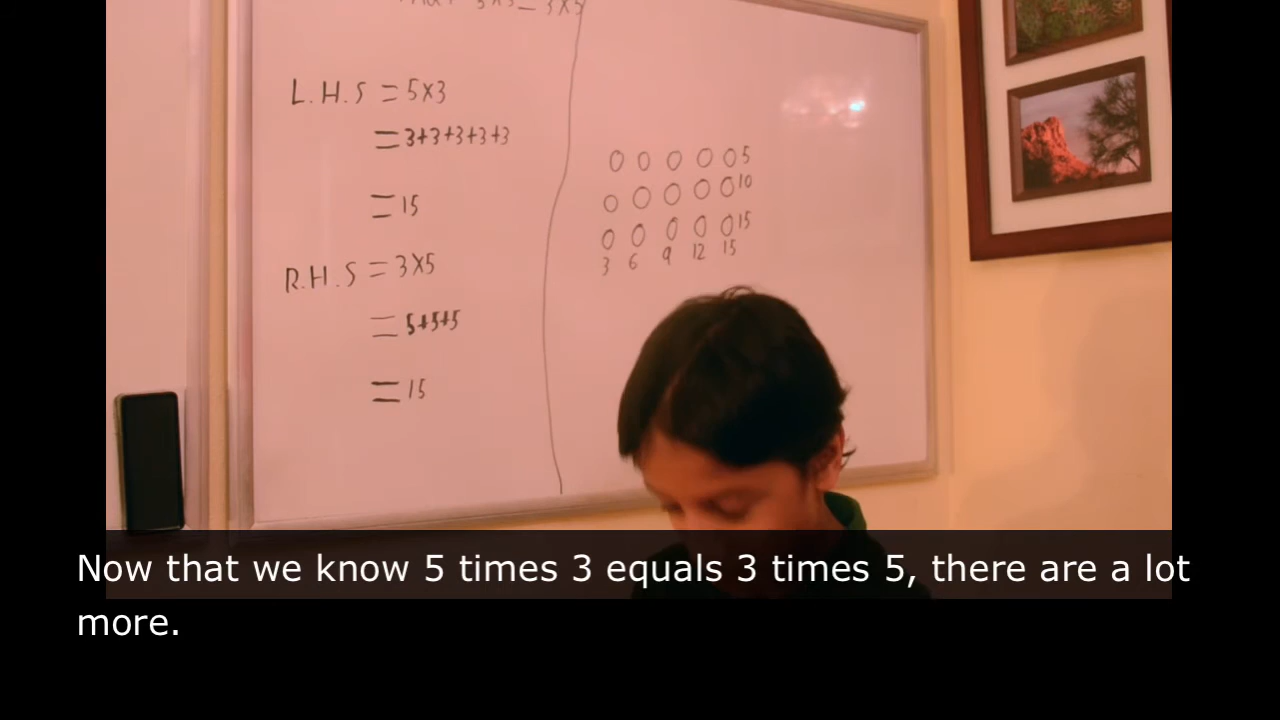 5x3 = 3x5
L.H.S = 5x3
= 3+3+3+3+3
= 15
R.H.S = 3x5
= 5+5+5
= 15
0 0 0 0 0 5
0 0 0 0 0 10
0 0 0 0 0 15
3 6 9 12 15
Now that we know 5 times 3 equals 3 times 5, there are a lot
more.